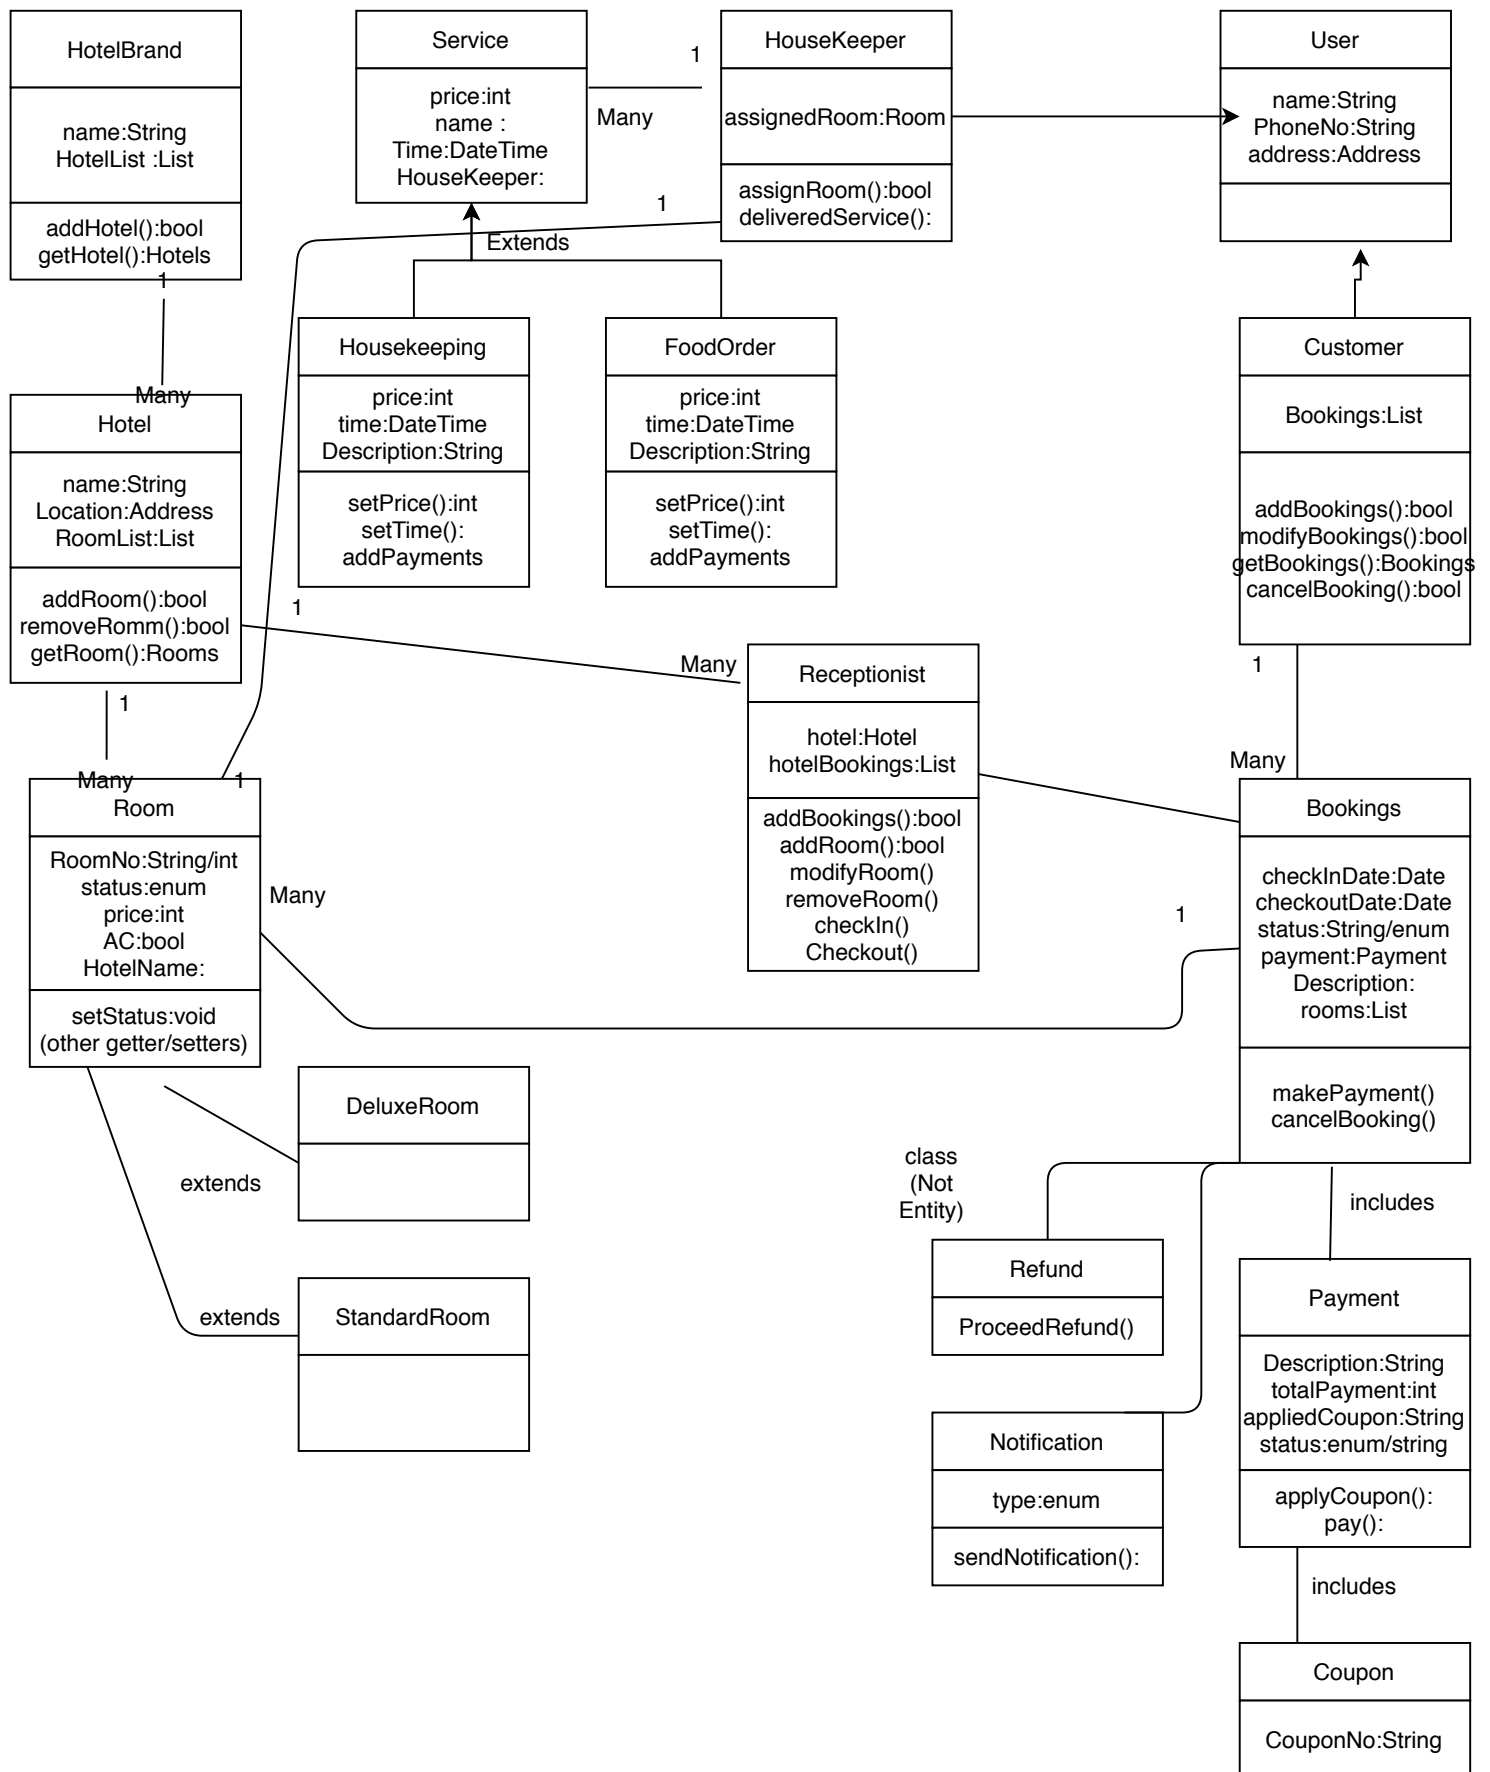 HotelBrand
name:String
HotelList :List
addHotel():bool
getHotel():Hotels
1
Many
Service
price:int
name :
Time:DateTime
HouseKeeper:
1
Many
HouseKeeper
assignedRoom:Room
assignRoom():bool
deliveredService():
1
Extends
User
name:String
PhoneNo:String
address:Address
Housekeeping
price:int
time:DateTime
Description:String
setPrice():int
setTime():
addPayments
FoodOrder
price:int
time:DateTime
Description:String
setPrice():int
setTime():
addPayments
Customer
Bookings:List
addBookings():bool
modifyBookings():bool
getBookings():Bookings
cancelBooking():bool
1
Many
Hotel
name:String
Location:Address
RoomList:List
addRoom():bool
removeRomm():bool
getRoom():Rooms
1
Many
1
Many
1
Receptionist
hotel:Hotel
hotelBookings:List
addBookings():bool
addRoom():bool
modifyRoom()
removeRoom()
checkIn()
Checkout()
Room
RoomNo:String/int
status:enum
price:int
AC:bool
HotelName:
setStatus:void
(other getter/setters)
Many
1
Bookings
checkInDate:Date
checkoutDate:Date
status:String/enum
payment:Payment
Description:
rooms:List
makePayment()
cancelBooking()
DeluxeRoom
extends
extends
StandardRoom
class
(Not
Entity)
Refund
ProceedRefund()
includes
Payment
Description:String
totalPayment:int
appliedCoupon:String
status:enum/string
applyCoupon():
pay():
Notification
type:enum
sendNotification():
includes
Coupon
CouponNo:String